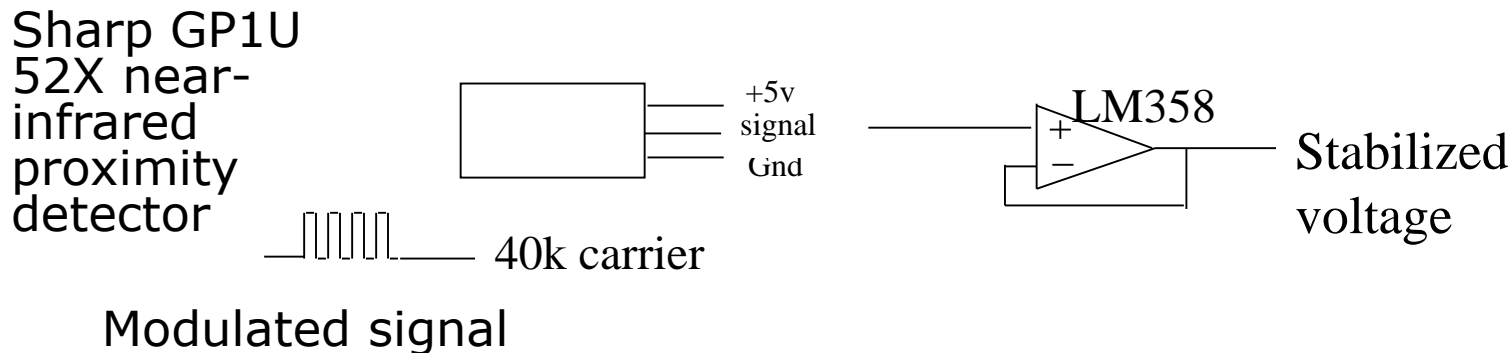 Sharp GP1U
52X near-
infrared
proximity
detector
+5v
signal
Gnd
LM358
+
−
Stabilized
voltage
40k carrier
Modulated signal